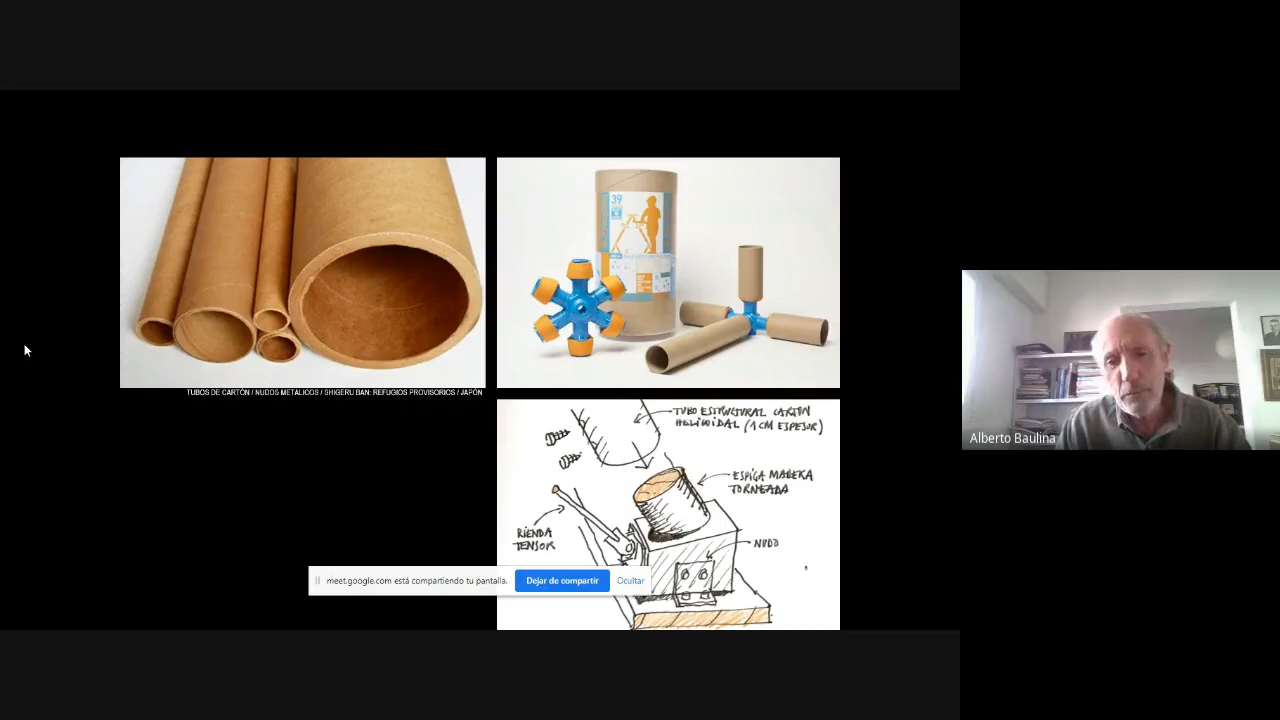 39
TUBOS DE CARTÓN / NUDOS METALICOS / SHIGERU BAN: REFUGIOS PROVISORIOS / JAPÓN
TUBO ESTRUCTURAL CARTÓN
HELICOIDAL (1 CM ESPESOR)
ESPIGA MADERA
TORNEADA
RIENDA
TENSOR
NUDO
meet.google.com está compartiendo tu pantalla.
Dejar de compartir
Ocultar
Alberto Baulina